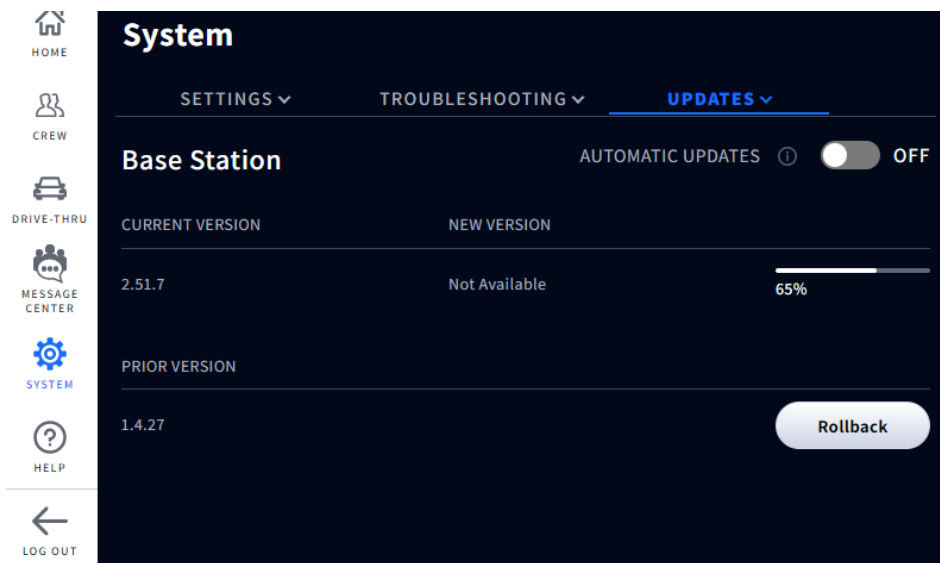 System
HOME
CREW
DRIVE-THRU
MESSAGE
CENTER
SYSTEM
HELP
LOG OUT
SETTINGS
TROUBLESHOOTING
UPDATES
Base Station
AUTOMATIC UPDATES
OFF
CURRENT VERSION
NEW VERSION
2.51.7
Not Available
65%
PRIOR VERSION
1.4.27
Rollback